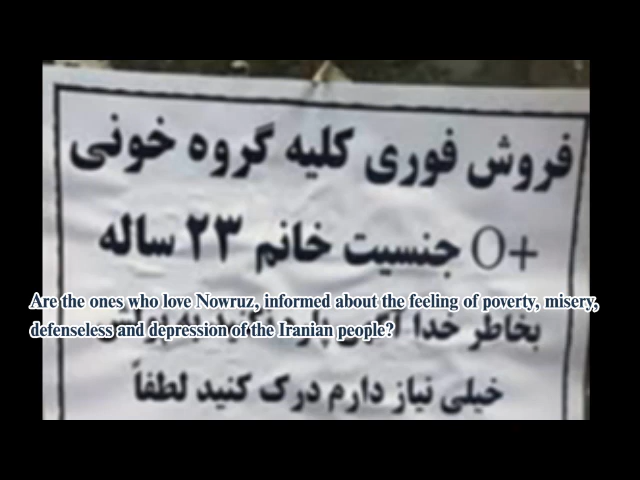 فروش فوری کلیه گروه خونی
O+ جنسیت خانم ۲۳ ساله
Are the ones who love Nowruz, informed about the feeling of poverty, misery,
defenseless and depression of the Iranian people?
بخاطر خدا
خیلی نیاز دارم درک کنید لطفاً